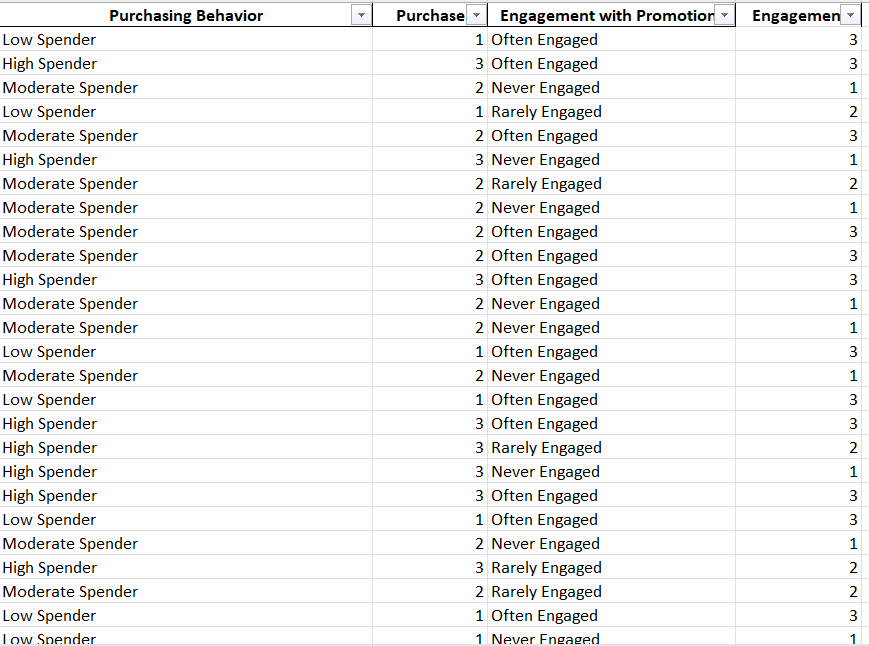 Purchasing Behavior Purchase Engagement with Promotion Engagemen
Low Spender 1 Often Engaged 3
High Spender 3 Often Engaged 3
Moderate Spender 2 Never Engaged 1
Low Spender 1 Rarely Engaged 2
Moderate Spender 2 Often Engaged 3
High Spender 3 Never Engaged 1
Moderate Spender 2 Rarely Engaged 2
Moderate Spender 2 Never Engaged 1
Moderate Spender 2 Often Engaged 3
Moderate Spender 2 Often Engaged 3
High Spender 3 Often Engaged 3
Moderate Spender 2 Never Engaged 1
Moderate Spender 2 Never Engaged 1
Low Spender 1 Often Engaged 3
Moderate Spender 2 Never Engaged 1
Low Spender 1 Often Engaged 3
High Spender 3 Often Engaged 3
High Spender 3 Rarely Engaged 2
High Spender 3 Never Engaged 1
High Spender 3 Often Engaged 3
Low Spender 1 Often Engaged 3
Moderate Spender 2 Never Engaged 1
High Spender 3 Rarely Engaged 2
Moderate Spender 2 Rarely Engaged 2
Low Spender 1 Often Engaged 3
Low Spender 1 Never Engaged 1